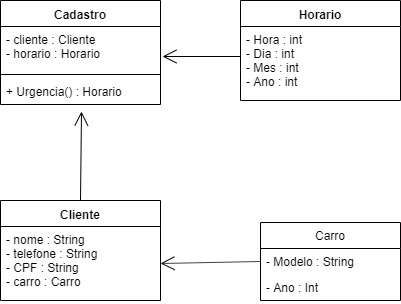 Cadastro
- cliente : Cliente
- horario : Horario
+ Urgencia() : Horario
Horario
- Hora : int
- Dia : int
- Mes : int
- Ano : int
Cliente
- nome : String
- telefone : String
- CPF : String
- carro : Carro
Carro
- Modelo : String
- Ano : Int